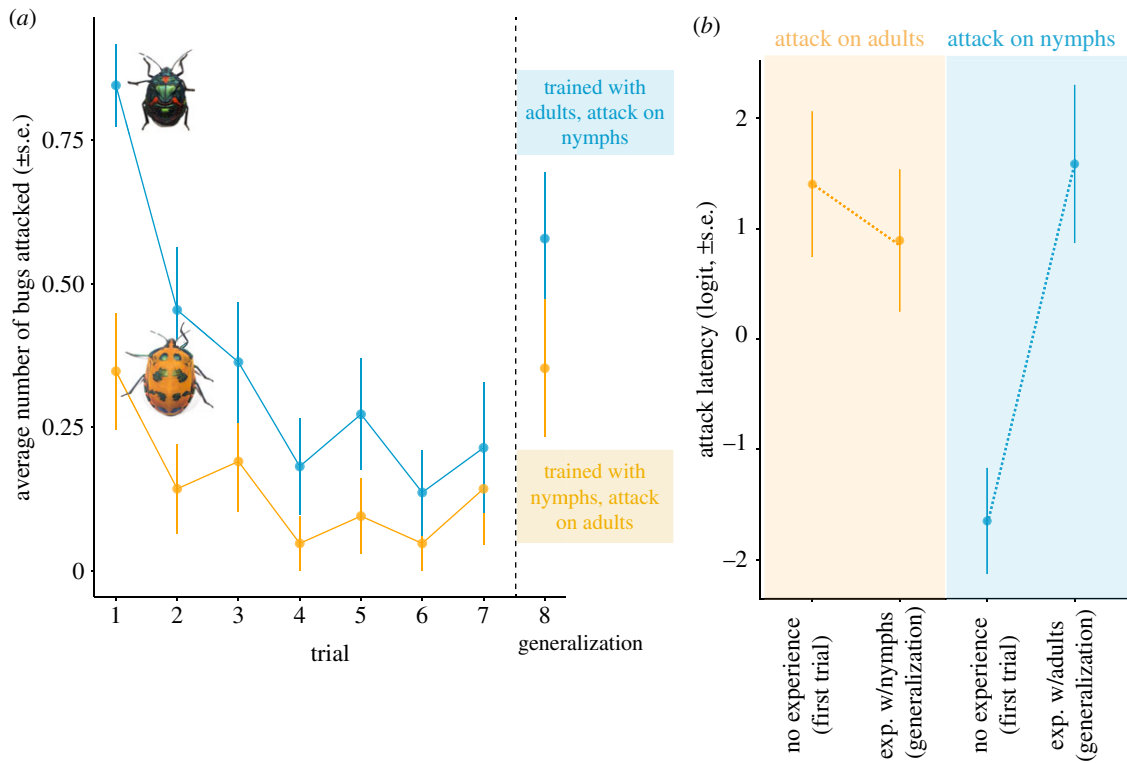 (a)
average number of bugs attacked (±s.e.)
0.75
0.50
0.25
0
1
2
3
4
5
6
7
8
trial
generalization
trained with
adults, attack on
nymphs
trained with
nymphs, attack
on adults
(b)
attack on adults
attack on nymphs
attack latency (logit, ±s.e.)
2
1
0
−1
−2
no experience
(first trial)
exp. w/nymphs
(generalization)
no experience
(first trial)
exp. w/adults
(generalization)